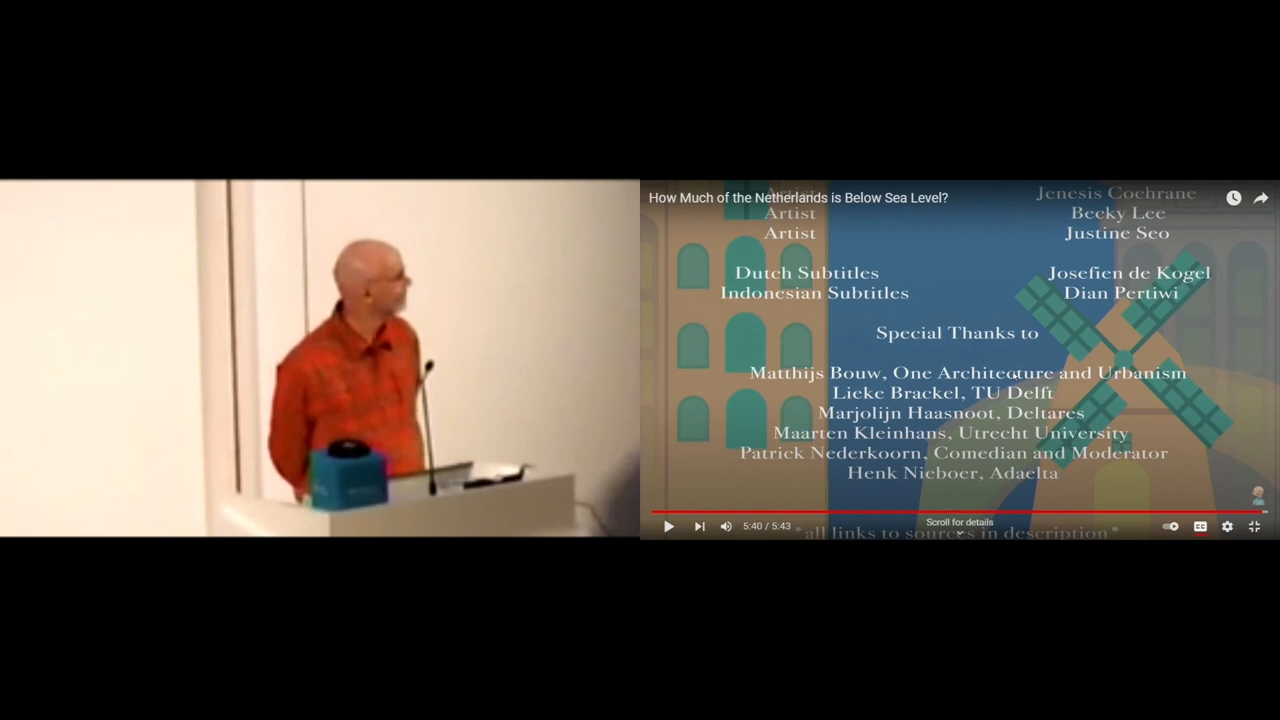 How Much of the Netherlands is Below Sea Level?
Artist Jenesis Cochrane
Artist Becky Lee
Artist Justine Seo
Dutch Subtitles Josefien de Kogel
Indonesian Subtitles Dian Pertiwi
Special Thanks to
Matthijs Bouw, One Architecture and Urbanism
Lieke Brackel, TU Delft
Marjolijn Haasnoot, Deltares
Maarten Kleinhans, Utrecht University
Patrick Nederkoorn, Comedian and Moderator
Henk Nieboer, Adaelta
5:40 / 5:43
Scroll for details
CC
*all links to sources in description*